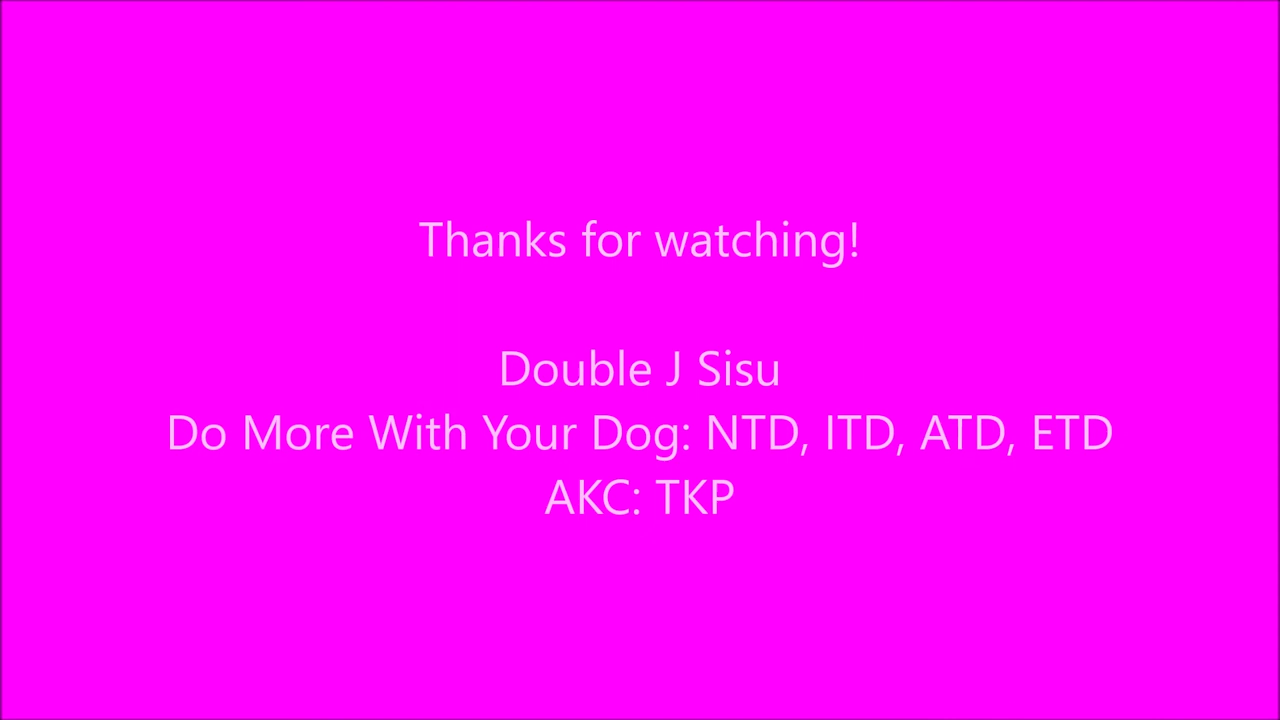 Thanks for watching!
Double J Sisu
Do More With Your Dog: NTD, ITD, ATD, ETD
AKC: TKP